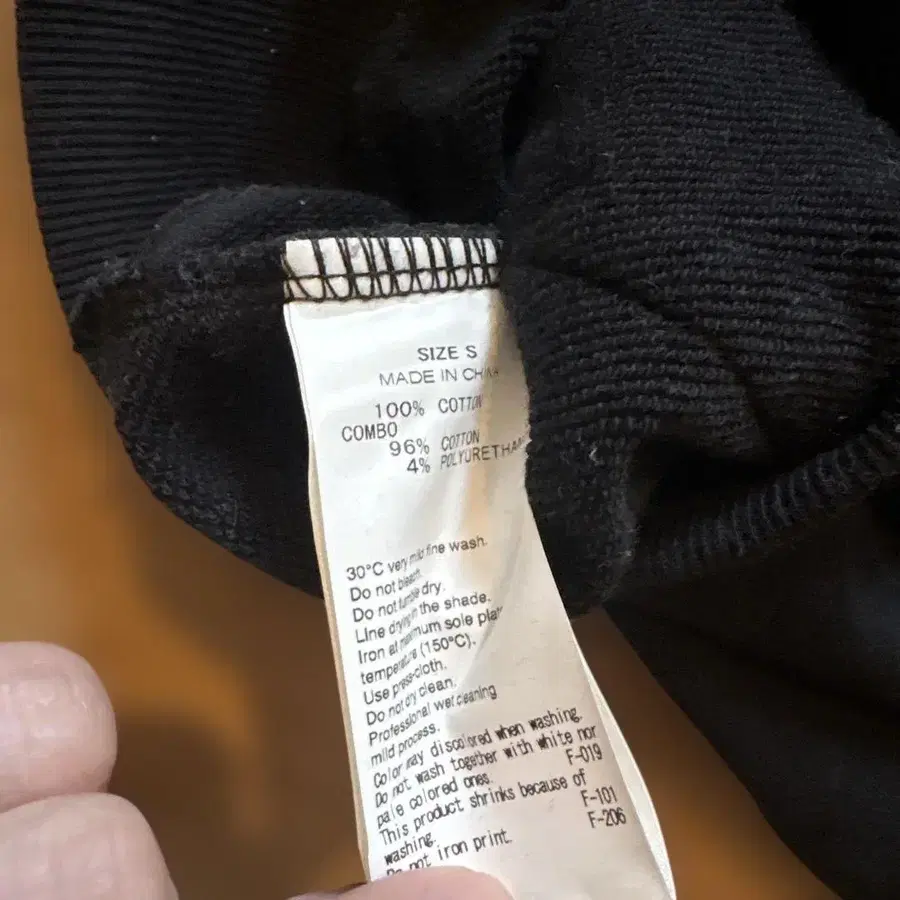 SIZE S
MADE IN CHINA
100% COTTON
COMBO
96% COTTON
4% POLYURETHAN
30°C very mild fine wash.
Do not bleach.
Do not tumble dry.
Line drying in the shade.
Iron at maximum sole plate
temperature (150°C).
Use press-cloth.
Do not dry clean.
Professional wet cleaning
mild process.
Color may discolored when washing.
Do not wash together with white nor
pale colored ones. F-019
This product shrinks because of
washing. F-101
Do not iron print. F-206